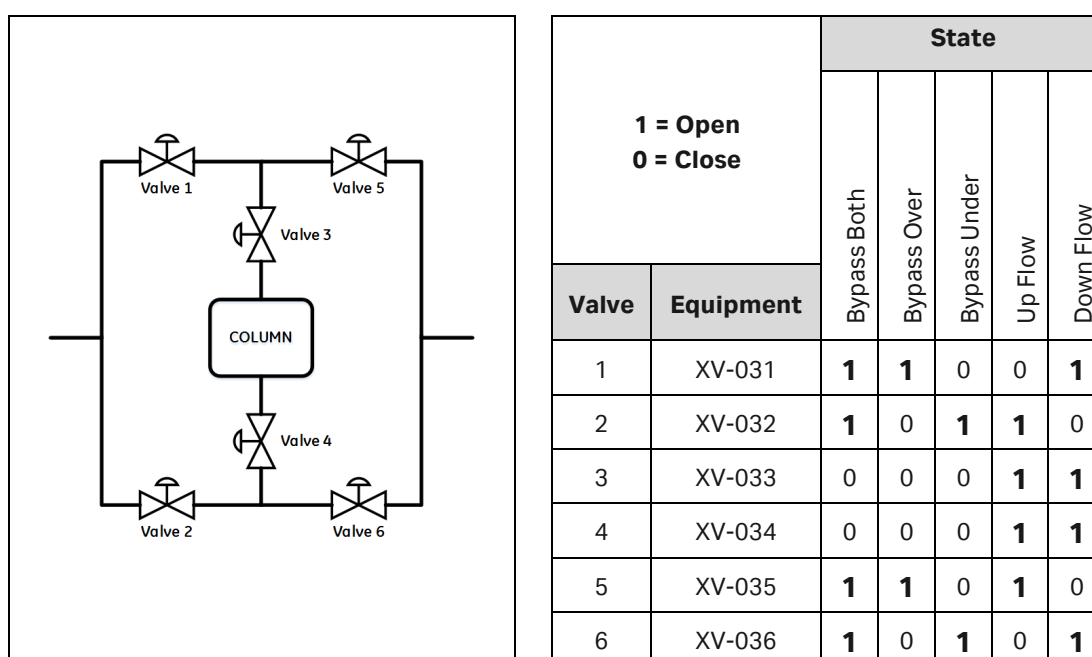 Valve 1
Valve 5
Valve 3
COLUMN
Valve 4
Valve 2
Valve 6
State
1 = Open
0 = Close
Bypass Both
Bypass Over
Bypass Under
Up Flow
Down Flow
Valve Equipment
1 XV-031 1 1 0 0 1
2 XV-032 1 0 1 1 0
3 XV-033 0 0 0 1 1
4 XV-034 0 0 0 1 1
5 XV-035 1 1 0 1 0
6 XV-036 1 0 1 0 1